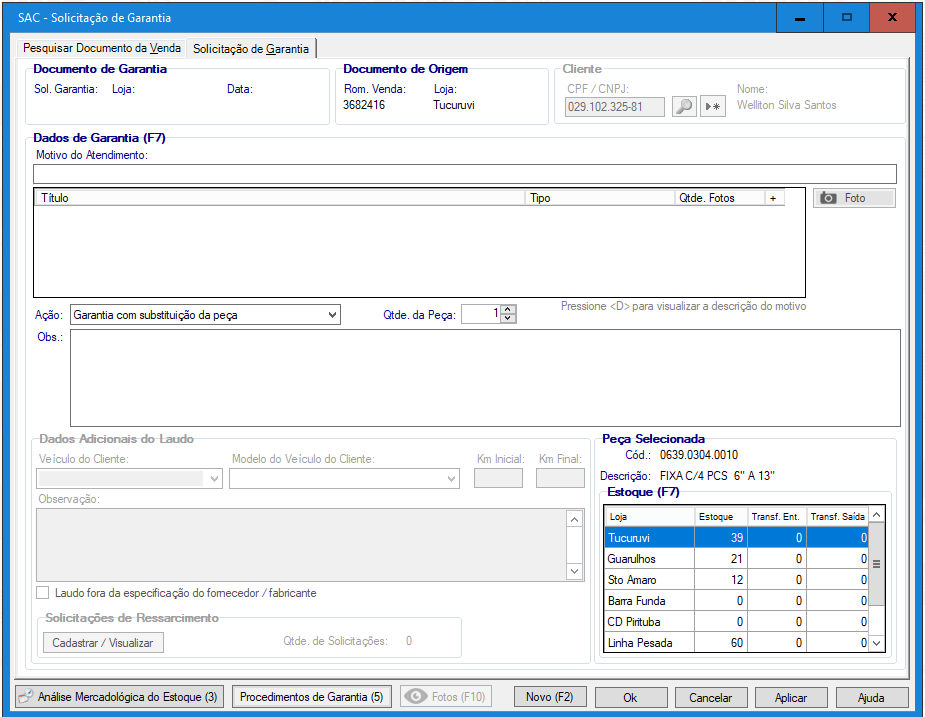 SAC - Solicitação de Garantia
Pesquisar Documento da Venda
Solicitação de Garantia
Documento de Garantia
Sol. Garantia: Loja: Data:
Documento de Origem
Rom. Venda: Loja:
3682416 Tucuruvi
Cliente
CPF / CNPJ: Nome:
029.102.325-81 Welliton Silva Santos
Dados de Garantia (F7)
Motivo do Atendimento:
Título Tipo Qtde. Fotos +
Foto
Pressione <D> para visualizar a descrição do motivo
Ação: Garantia com substituição da peça Qtde. da Peça: 1
Obs.:
Dados Adicionais do Laudo
Veículo do Cliente: Modelo do Veículo do Cliente: Km Inicial: Km Final:
Observação:
Laudo fora da especificação do fornecedor / fabricante
Solicitações de Ressarcimento
Cadastrar / Visualizar Qtde. de Solicitações: 0
Peça Selecionada
Cód.: 0639.0304.0010
Descrição: FIXA C/4 PCS 6" A 13"
Estoque (F7)
Loja Estoque Transf. Ent. Transf. Saída
Tucuruvi 39 0 0
Guarulhos 21 0 0
Sto Amaro 12 0 0
Barra Funda 0 0 0
CD Pirituba 0 0 0
Linha Pesada 60 0 0
Análise Mercadológica do Estoque (3) Procedimentos de Garantia (5) Fotos (F10) Novo (F2) Ok Cancelar Aplicar Ajuda